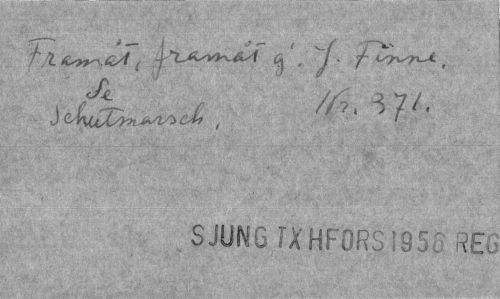 Framåt, framåt g'. J. Finne.
Se
Schutmarsch. Nr. 371.
SJUNG TX HFORS 1956 REG